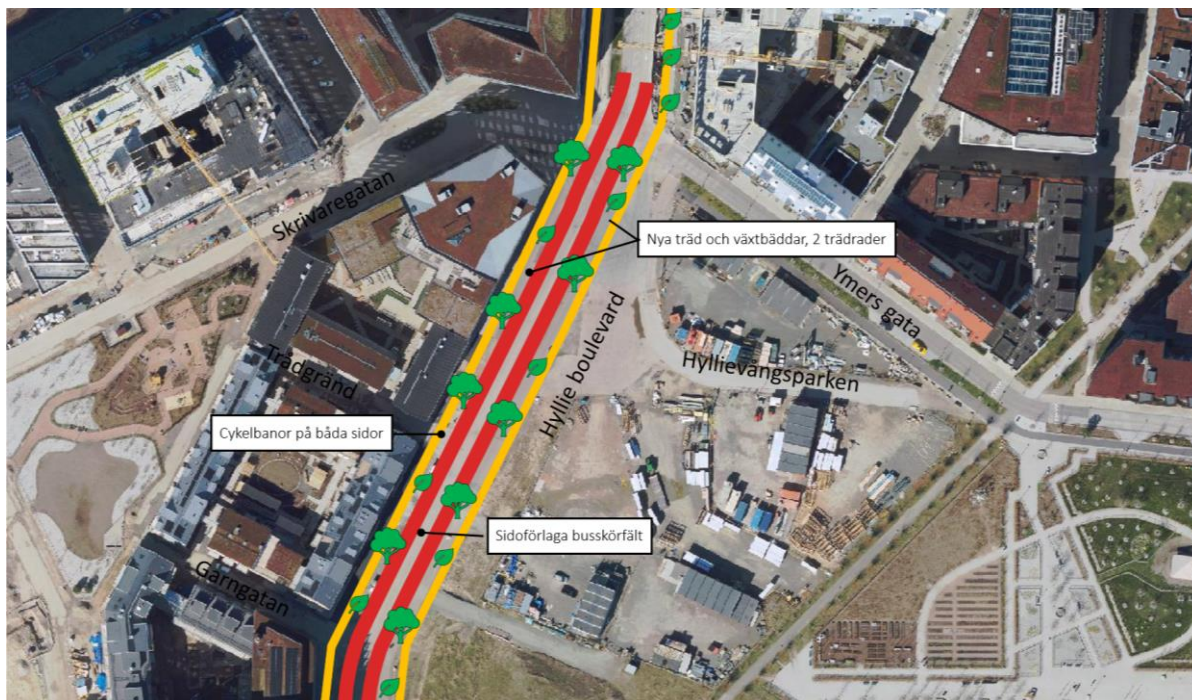 Skrivaregatan
Nya träd och växtbäddar, 2 trädrader
Ymers gata
Trådgränd
Hyllie boulevard
Hyllievångsparken
Cykelbanor på båda sidor
Sidoförlaga busskörfält
Garngatan